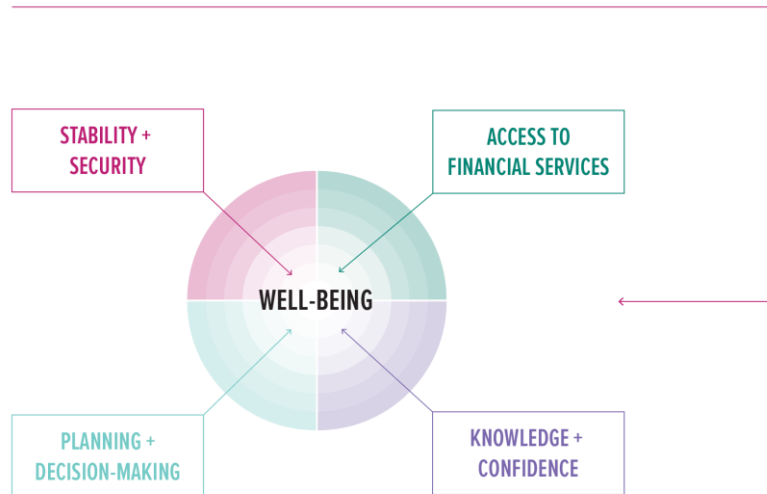 STABILITY +
SECURITY
ACCESS TO
FINANCIAL SERVICES
WELL-BEING
PLANNING +
DECISION-MAKING
KNOWLEDGE +
CONFIDENCE